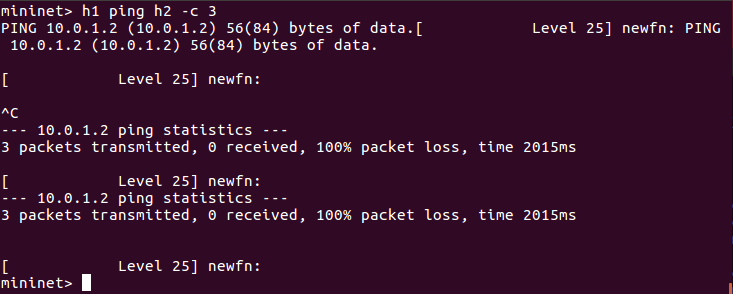 mininet> h1 ping h2 -c 3
PING 10.0.1.2 (10.0.1.2) 56(84) bytes of data.[             Level 25] newfn: PING
 10.0.1.2 (10.0.1.2) 56(84) bytes of data.
[             Level 25] newfn:
^C
--- 10.0.1.2 ping statistics ---
3 packets transmitted, 0 received, 100% packet loss, time 2015ms
[             Level 25] newfn:
--- 10.0.1.2 ping statistics ---
3 packets transmitted, 0 received, 100% packet loss, time 2015ms
[             Level 25] newfn:
mininet>